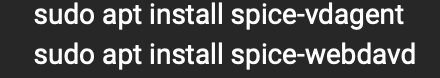 sudo apt install spice-vdagent
sudo apt install spice-webdavd